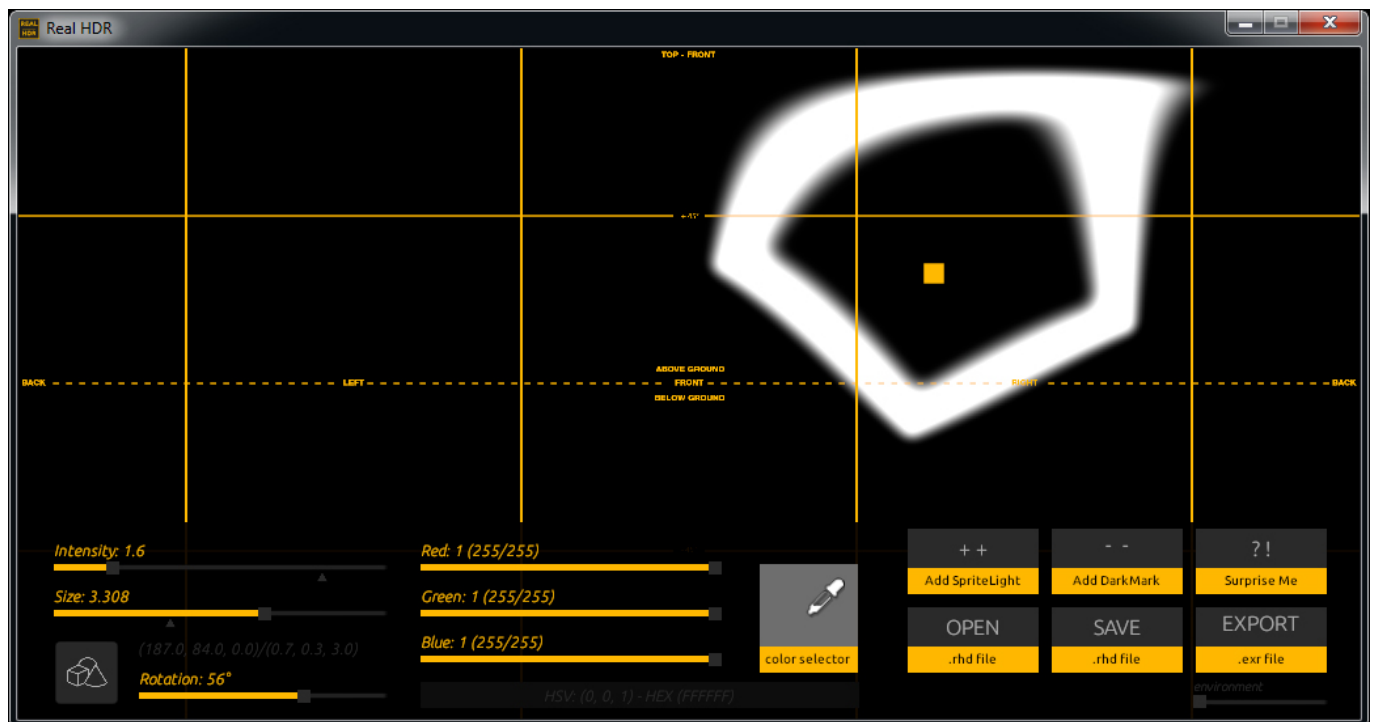 REAL
HDR
Real HDR
TOP - FRONT
+45°
ABOVE GROUND
BACK
LEFT
FRONT
RIGHT
BACK
BELOW GROUND
Intensity: 1.6
Size: 3.308
(187.0, 84.0, 0.0)/(0.7, 0.3, 3.0)
Rotation: 56°
Red: 1 (255/255)
Green: 1 (255/255)
Blue: 1 (255/255)
HSV: (0, 0, 1) - HEX (FFFFFF)
color selector
+ +
Add SpriteLight
- -
Add DarkMark
? !
Surprise Me
OPEN
.rhd file
SAVE
.rhd file
EXPORT
.exr file
environment